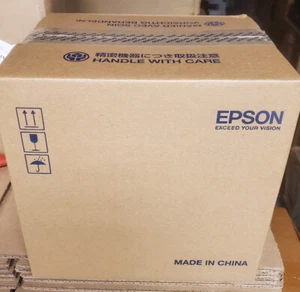 精密機器につき取扱注意
HANDLE WITH CARE
EPSON
EXCEED YOUR VISION
MADE IN CHINA